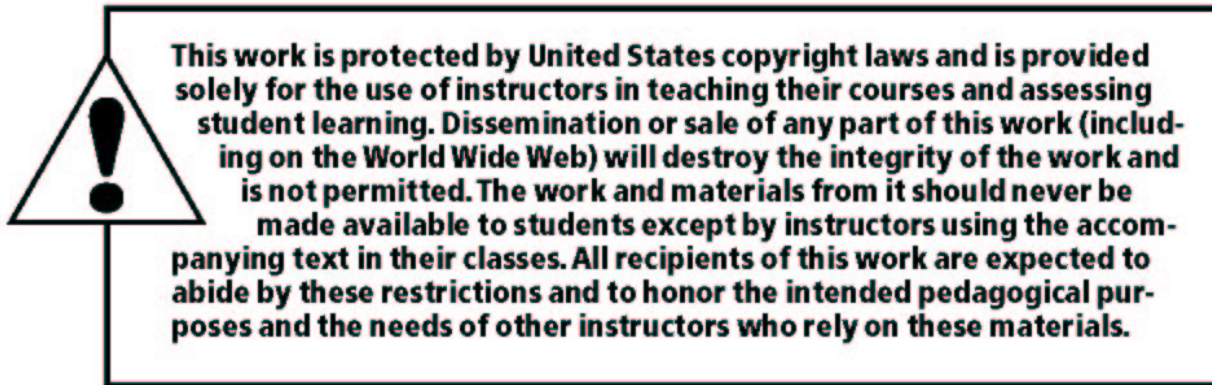 This work is protected by United States copyright laws and is provided
solely for the use of instructors in teaching their courses and assessing
student learning. Dissemination or sale of any part of this work (includ-
ing on the World Wide Web) will destroy the integrity of the work and
is not permitted. The work and materials from it should never be
made available to students except by instructors using the accom-
panying text in their classes. All recipients of this work are expected to
abide by these restrictions and to honor the intended pedagogical pur-
poses and the needs of other instructors who rely on these materials.